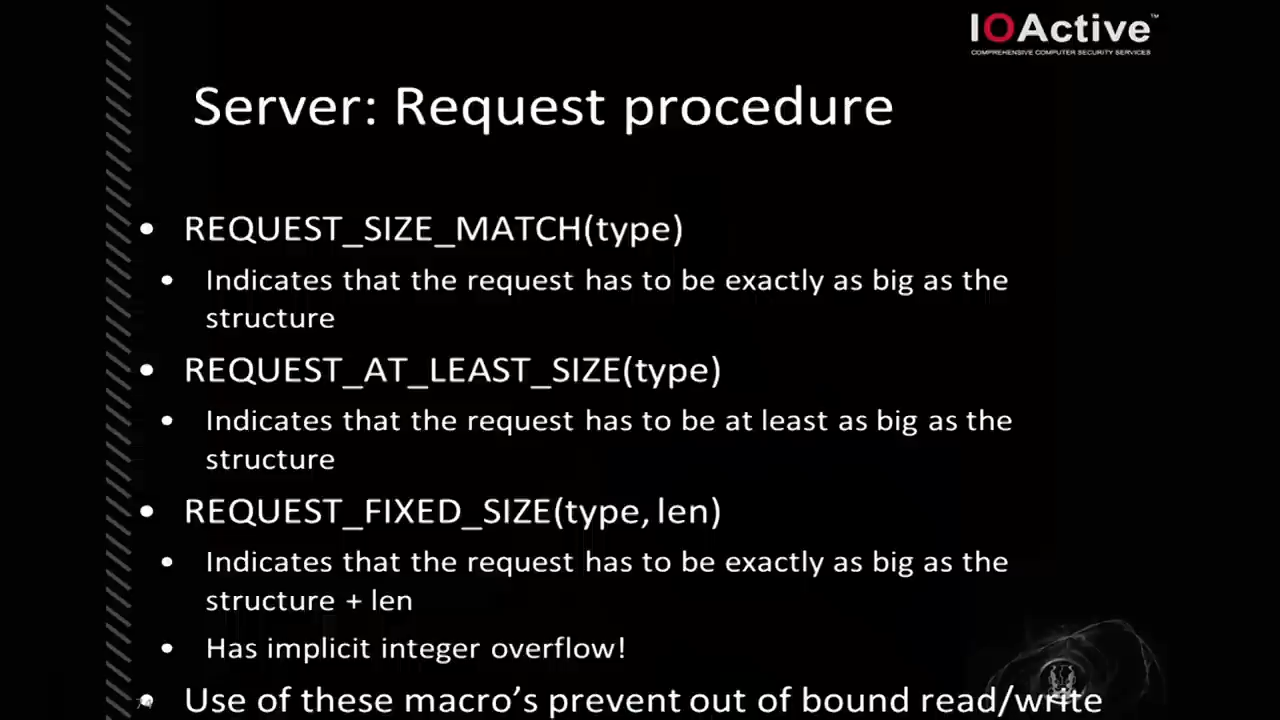 IOActive™
COMPREHENSIVE COMPUTER SECURITY SERVICES
Server: Request procedure
• REQUEST_SIZE_MATCH(type)
• Indicates that the request has to be exactly as big as the
structure
• REQUEST_AT_LEAST_SIZE(type)
• Indicates that the request has to be at least as big as the
structure
• REQUEST_FIXED_SIZE(type, len)
• Indicates that the request has to be exactly as big as the
structure + len
• Has implicit integer overflow!
• Use of these macro's prevent out of bound read/write